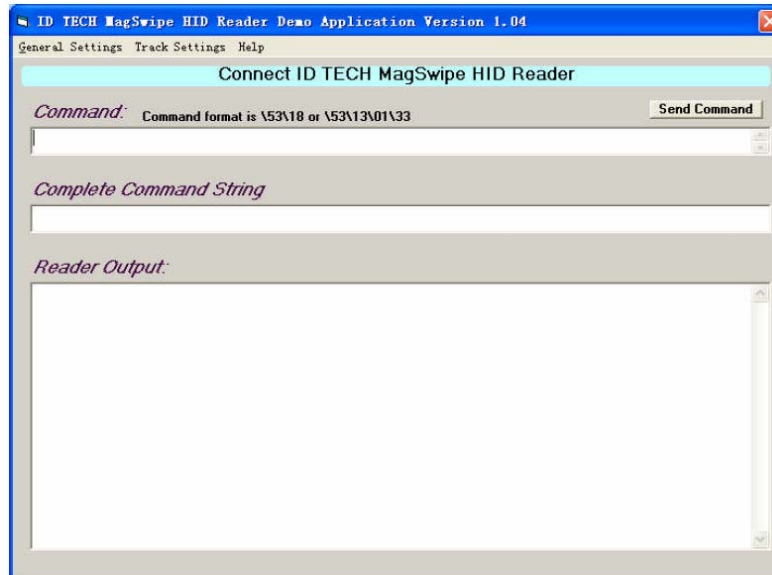 ID TECH MagSwipe HID Reader Demo Application Version 1.04
General Settings Track Settings Help
Connect ID TECH MagSwipe HID Reader
Command: Command format is \53\18 or \53\13\01\33 Send Command
Complete Command String
Reader Output: